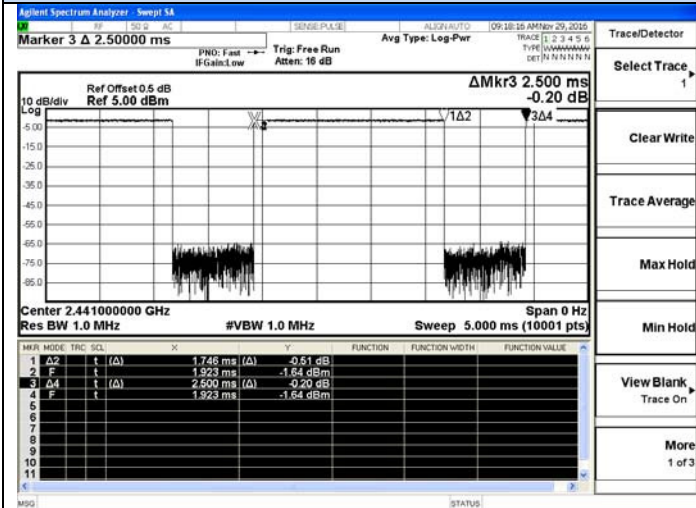 Agilent Spectrum Analyzer - Swept SA
RF 50 Ω AC SENSE:PULSE ALIGN AUTO 09:18:16 AM Nov 29, 2016
Marker 3 Δ 2.50000 ms
PNO: Fast
IFGain:Low
Trig: Free Run
Atten: 16 dB
Avg Type: Log-Pwr
TRACE 1 2 3 4 5 6
TYPE WWWWWW
DET N N N N N N
Trace/Detector
Select Trace
1
Clear Write
Trace Average
Max Hold
Min Hold
View Blank
Trace On
More
1 of 3
Ref Offset 0.5 dB
10 dB/div Ref 5.00 dBm
ΔMkr3 2.500 ms
-0.20 dB
Log
1Δ2
3Δ4
2
-5.00
-15.0
-25.0
-35.0
-45.0
-55.0
-65.0
-75.0
-85.0
Center 2.441000000 GHz Span 0 Hz
Res BW 1.0 MHz #VBW 1.0 MHz Sweep 5.000 ms (10001 pts)
MKR MODE TRC SCL X Y FUNCTION FUNCTION WIDTH FUNCTION VALUE
1 Δ2 t (Δ) 1.746 ms (Δ) -0.51 dB
2 F t 1.923 ms -1.64 dBm
3 Δ4 t (Δ) 2.500 ms (Δ) -0.20 dB
4 F t 1.923 ms -1.64 dBm
5
6
7
8
9
10
11
MSG STATUS